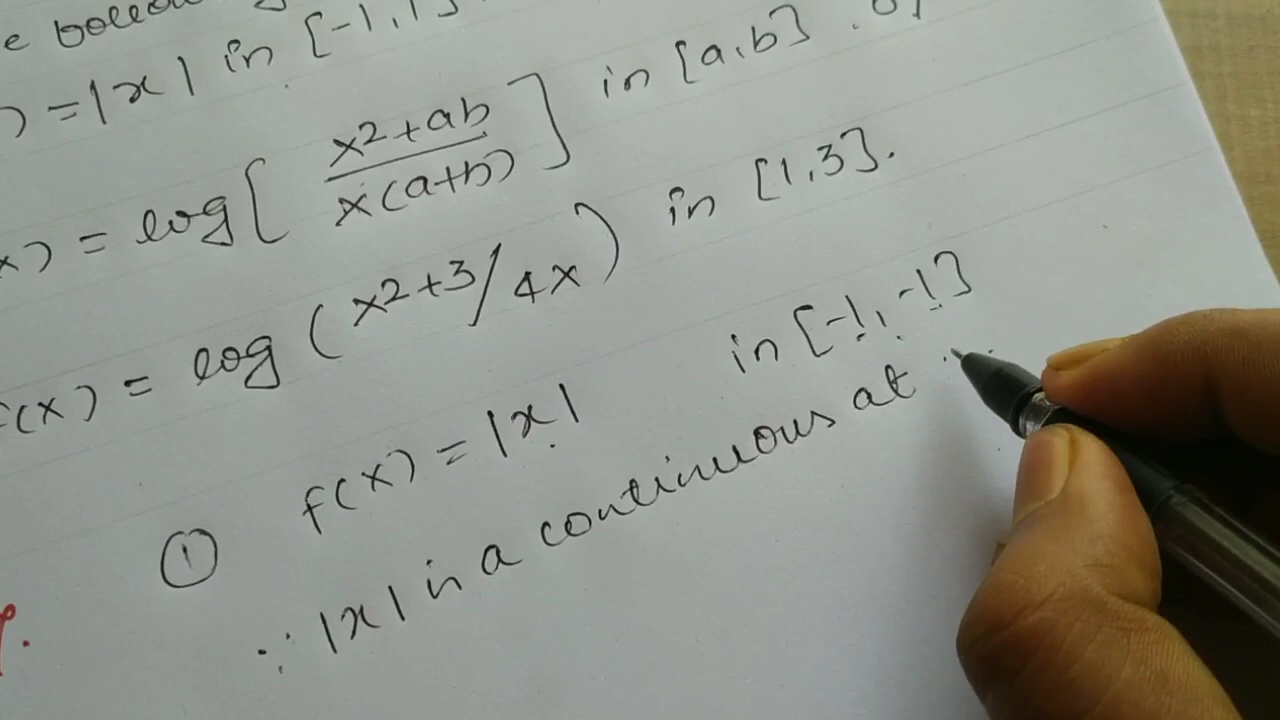 e
) = |x| in [-1,1]
x) = log[ x2+ab / x(a+b) ] in [a,b]
f(x) = log (x2+3/4x) in [1,3].
① f(x) = |x| in [-1,-1]
∵ |x| is a continuous at